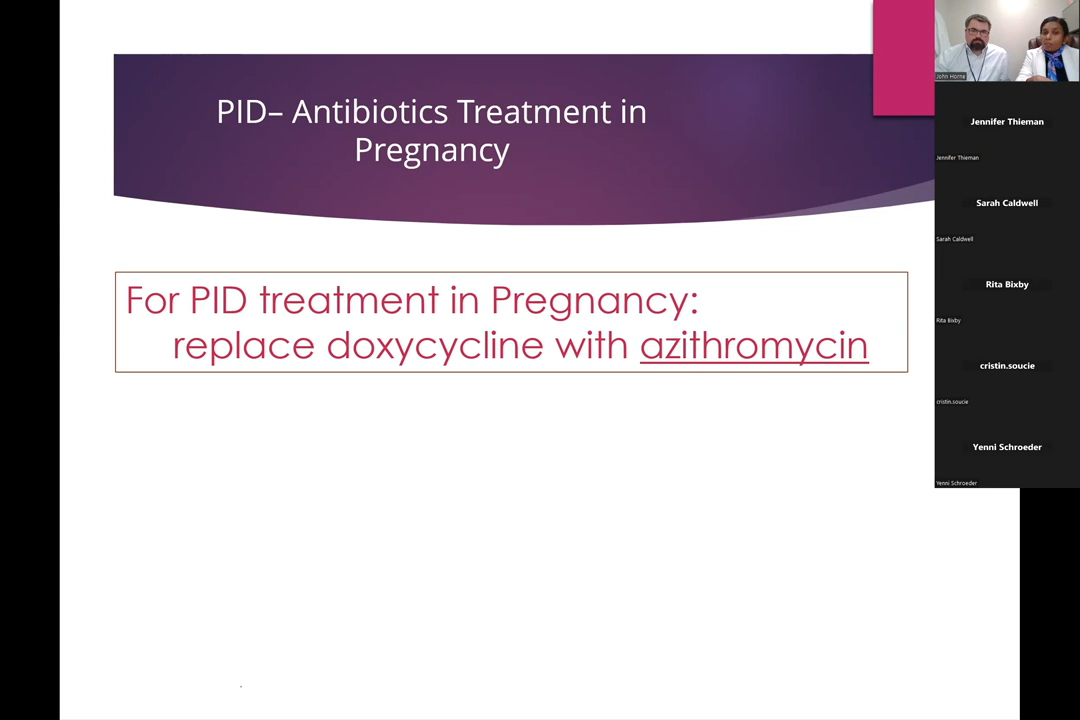 PID– Antibiotics Treatment in
Pregnancy
For PID treatment in Pregnancy:
replace doxycycline with azithromycin
John Horne
Jennifer Thieman
Jennifer Thieman
Sarah Caldwell
Sarah Caldwell
Rita Bixby
Rita Bixby
cristin.soucie
cristin.soucie
Yenni Schroeder
Yenni Schroeder